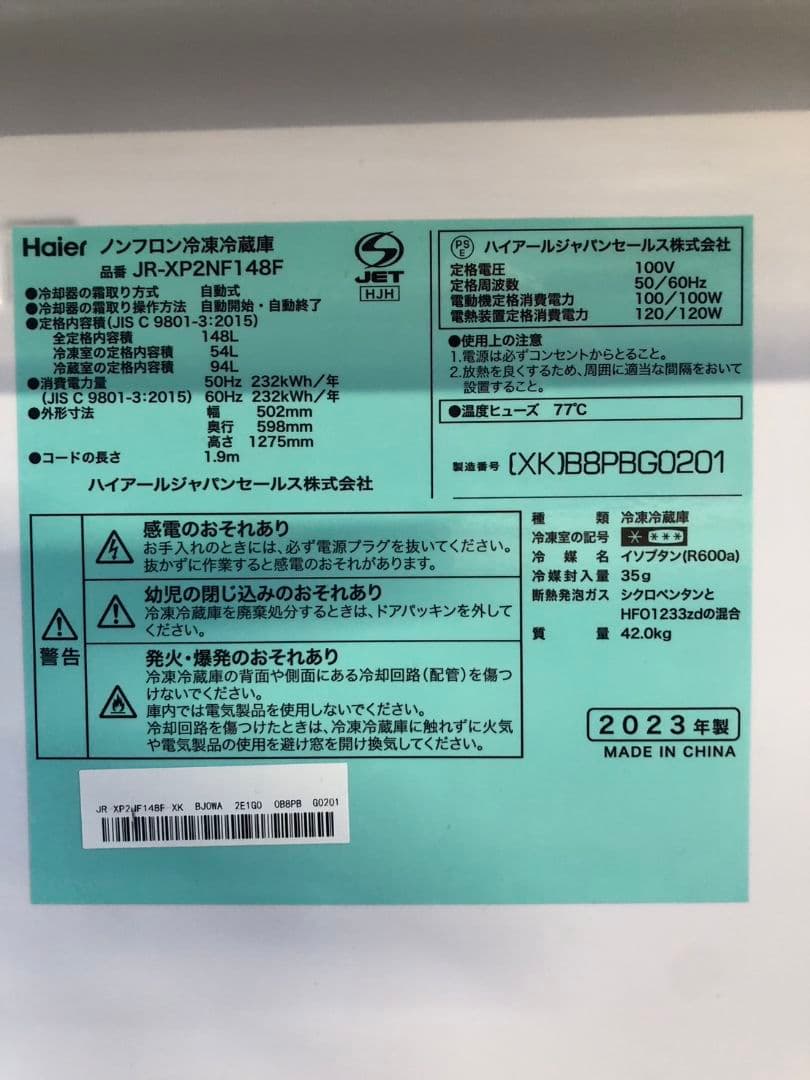 Haier ノンフロン冷凍冷蔵庫
品番 JR-XP2NF148F
●冷却器の霜取り方式 自動式
●冷却器の霜取り操作方法 自動開始・自動終了
●定格内容積(JIS C 9801-3:2015)
全定格内容積 148L
冷凍室の定格内容積 54L
冷蔵室の定格内容積 94L
●消費電力量 50Hz 232kWh/年
(JIS C 9801-3:2015) 60Hz 232kWh/年
●外形寸法 幅 502mm
奥行 598mm
高さ 1275mm
●コードの長さ 1.9m
ハイアールジャパンセールス株式会社
JET
HJH
PSE ハイアールジャパンセールス株式会社
定格電圧 100V
定格周波数 50/60Hz
電動機定格消費電力 100/100W
電熱装置定格消費電力 120/120W
●使用上の注意
1.電源は必ずコンセントからとること。
2.放熱を良くするため、周囲に適当な間隔をおいて
設置すること。
●温度ヒューズ 77℃
製造番号 (XK)B8PBG0201
警告
感電のおそれあり
お手入れのときには、必ず電源プラグを抜いてください。
抜かずに作業すると感電のおそれがあります。
幼児の閉じ込みのおそれあり
冷凍冷蔵庫を廃棄処分するときは、ドアパッキンを外して
ください。
発火・爆発のおそれあり
冷凍冷蔵庫の背面や側面にある冷却回路(配管)を傷つ
けないでください。
庫内では電気製品を使用しないでください。
冷却回路を傷つけたときは、冷凍冷蔵庫に触れずに火気
や電気製品の使用を避け窓を開け換気してください。
種類 冷凍冷蔵庫
冷凍室の記号 * ***
冷媒名 イソブタン(R600a)
冷媒封入量 35g
断熱発泡ガス シクロペンタンと
HFO1233zdの混合
質量 42.0kg
2023年製
MADE IN CHINA
JR-XP2NF148F-XK BJ0WA 2E1G0 0B8PB G0201